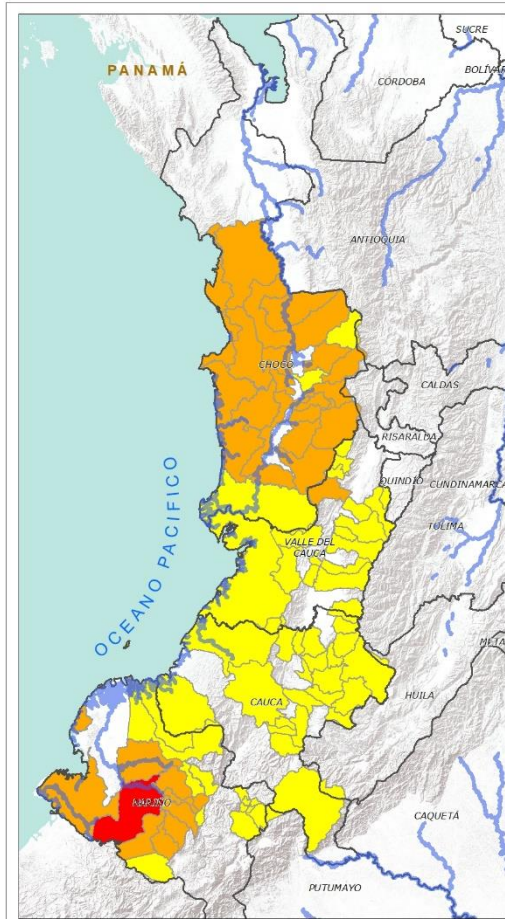 SUCRE
PANAMÁ
CÓRDOBA
BOLÍVAR
ANTIOQUIA
CHOCÓ
CALDAS
RISARALDA
QUINDÍO
CUNDINAMARCA
TOLIMA
OCEANO PACIFICO
VALLE DEL
CAUCA
META
HUILA
CAUCA
NARIÑO
CAQUETÁ
PUTUMAYO